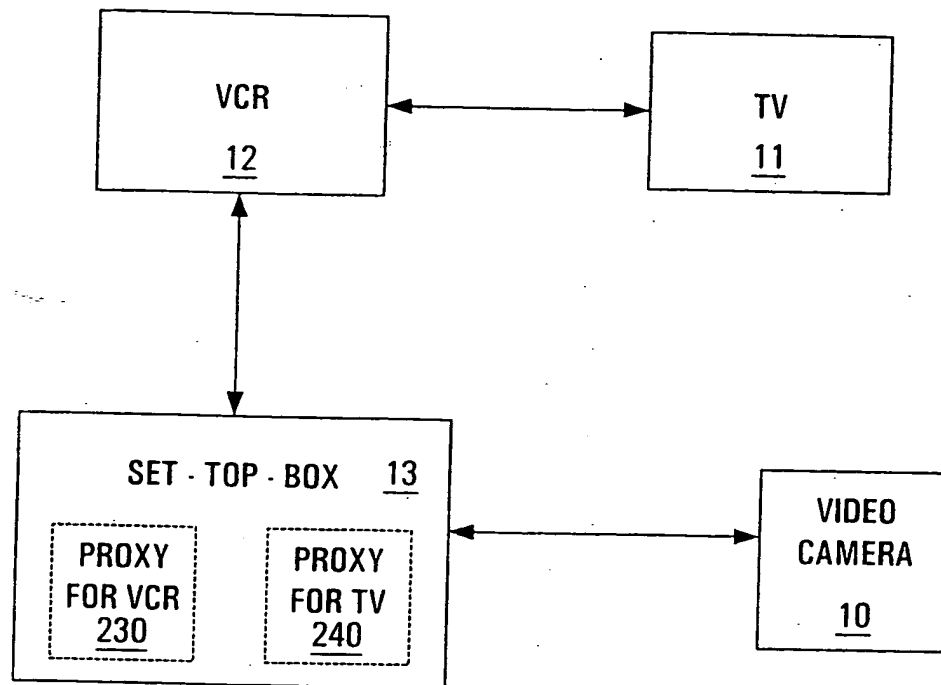 VCR
12
TV
11
SET - TOP - BOX 13
PROXY
FOR VCR
230
PROXY
FOR TV
240
VIDEO
CAMERA
10